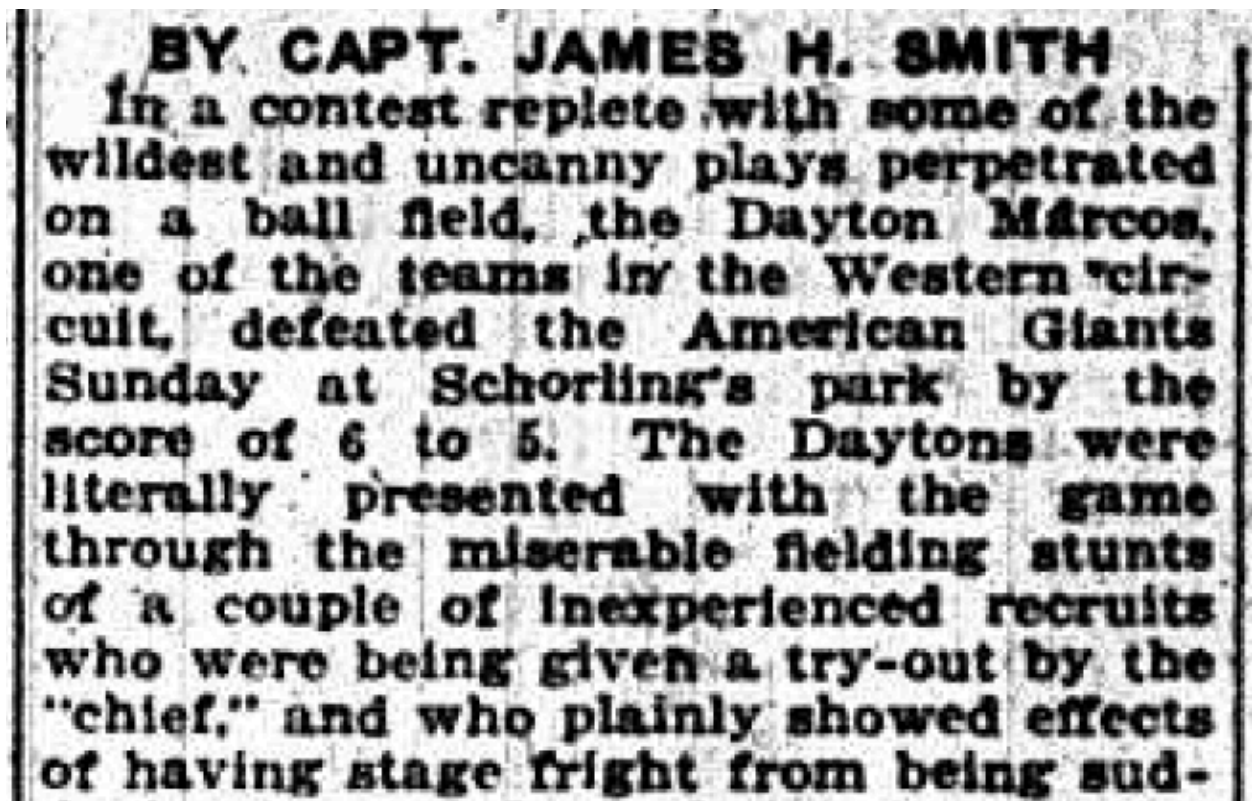 BY CAPT. JAMES H. SMITH
In a contest replete with some of the
wildest and uncanny plays perpetrated
on a ball field, the Dayton Marcos,
one of the teams in the Western cir-
cuit, defeated the American Giants
Sunday at Schorling's park by the
score of 6 to 5. The Daytons were
literally presented with the game
through the miserable fielding stunts
of a couple of inexperienced recruits
who were being given a try-out by the
"chief," and who plainly showed effects
of having stage fright from being sud-